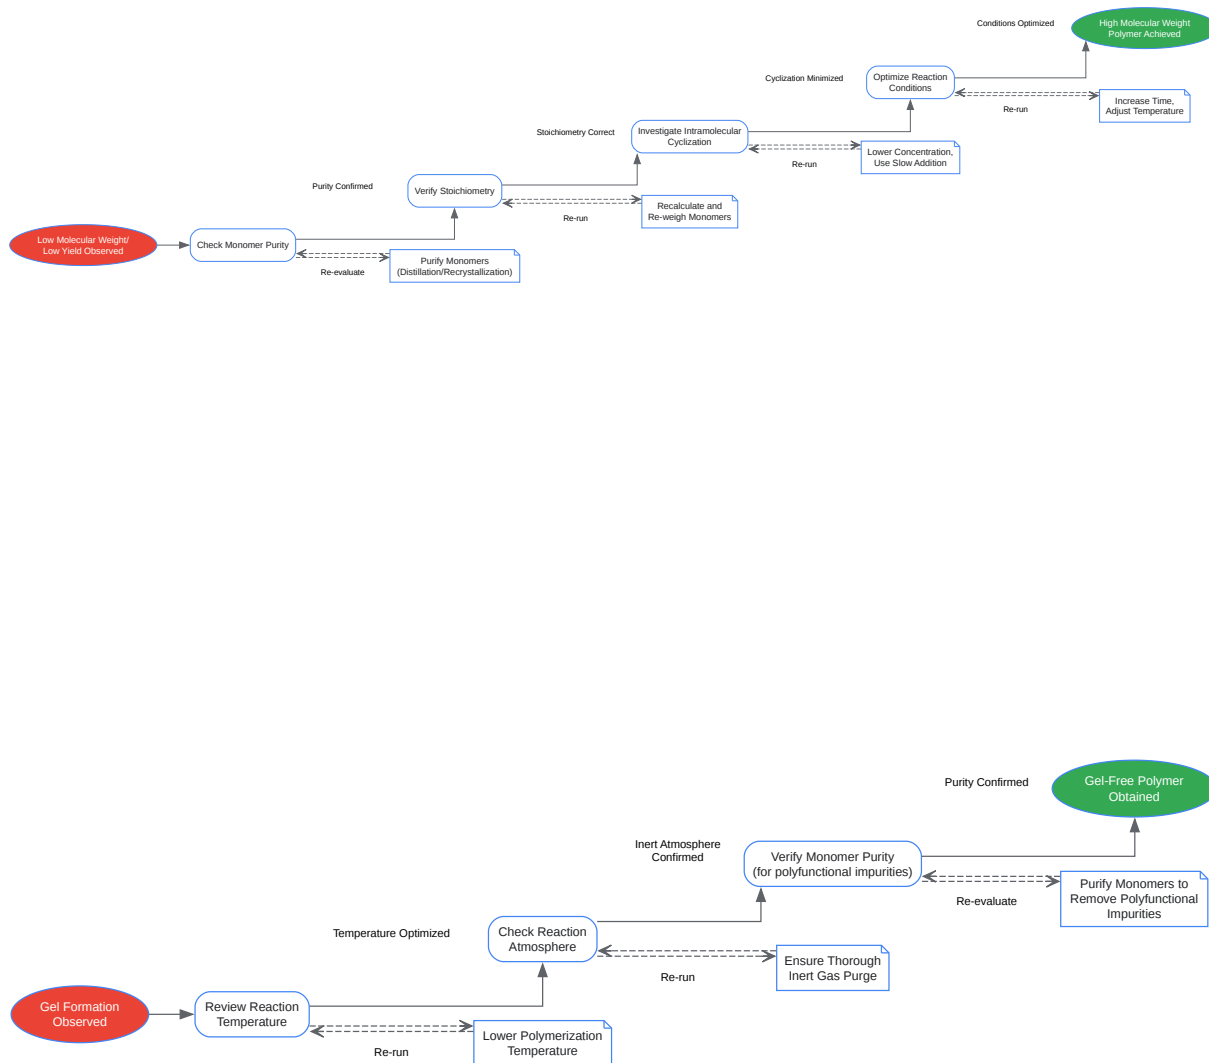 Conditions Optimized
High Molecular Weight
Polymer Achieved
Cyclization Minimized
Optimize Reaction
Conditions
Re-run
Increase Time,
Adjust Temperature
Stoichiometry Correct
Investigate Intramolecular
Cyclization
Re-run
Lower Concentration,
Use Slow Addition
Purity Confirmed
Verify Stoichiometry
Re-run
Recalculate and
Re-weigh Monomers
Low Molecular Weight/
Low Yield Observed
Check Monomer Purity
Re-evaluate
Purify Monomers
(Distillation/Recrystallization)
Purity Confirmed
Gel-Free Polymer
Obtained
Inert Atmosphere
Confirmed
Verify Monomer Purity
(for polyfunctional impurities)
Re-evaluate
Purify Monomers to
Remove Polyfunctional
Impurities
Temperature Optimized
Check Reaction
Atmosphere
Re-run
Ensure Thorough
Inert Gas Purge
Gel Formation
Observed
Review Reaction
Temperature
Re-run
Lower Polymerization
Temperature